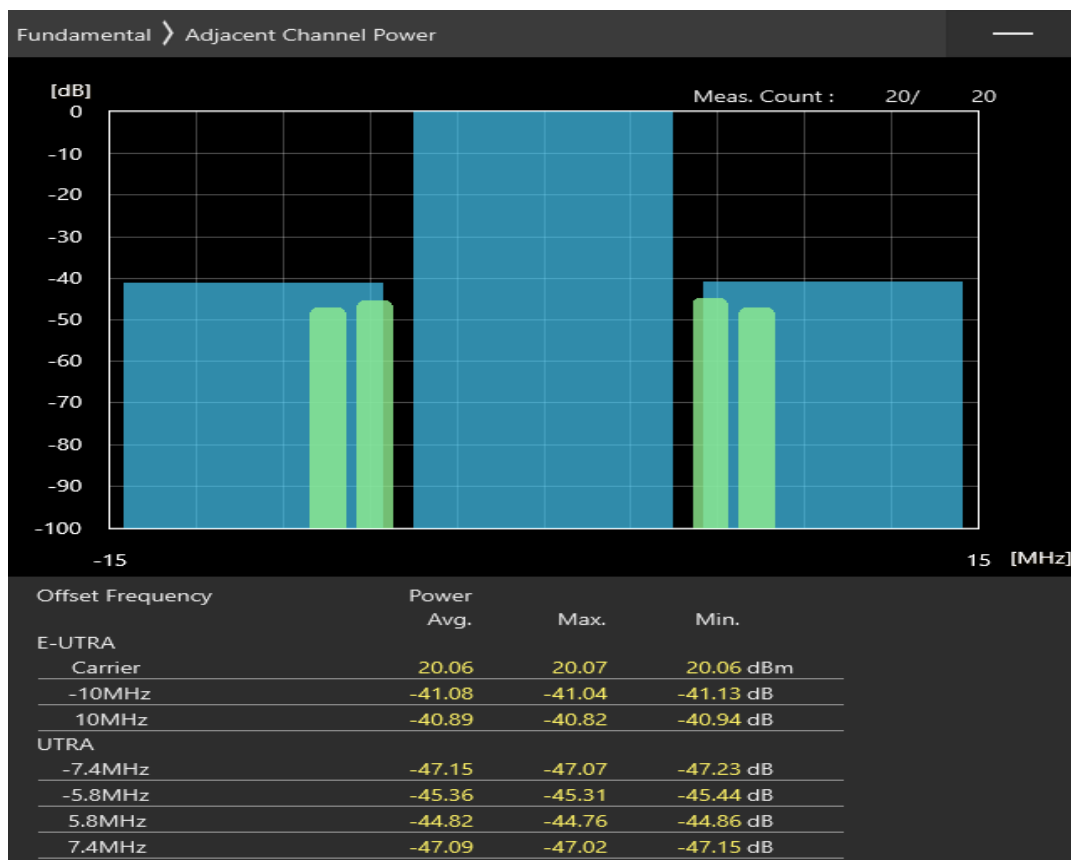 Fundamental 〉 Adjacent Channel Power
[dB]
Meas. Count : 20/ 20
0
-10
-20
-30
-40
-50
-60
-70
-80
-90
-100
-15 15 [MHz]
Offset Frequency Power
Avg. Max. Min.
E-UTRA
Carrier 20.06 20.07 20.06 dBm
-10MHz -41.08 -41.04 -41.13 dB
10MHz -40.89 -40.82 -40.94 dB
UTRA
-7.4MHz -47.15 -47.07 -47.23 dB
-5.8MHz -45.36 -45.31 -45.44 dB
5.8MHz -44.82 -44.76 -44.86 dB
7.4MHz -47.09 -47.02 -47.15 dB